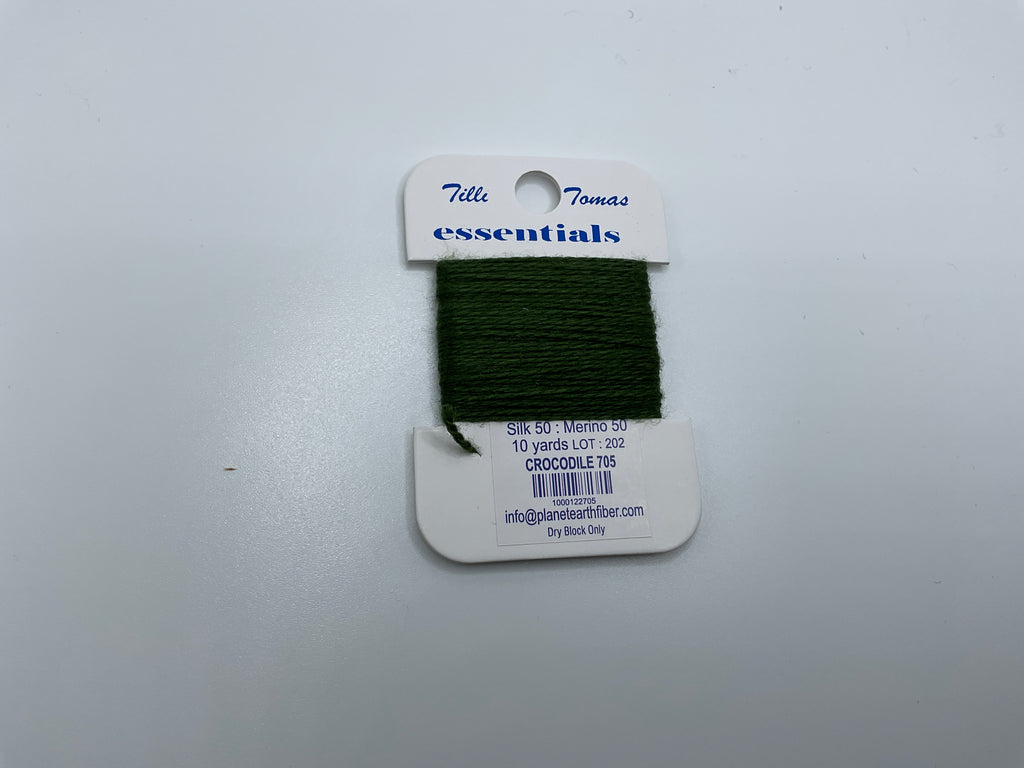 Tilli Tomas
essentials
Silk 50 : Merino 50
10 yards LOT : 202
CROCODILE 705
1000122705
info@planetearthfiber.com
Dry Block Only